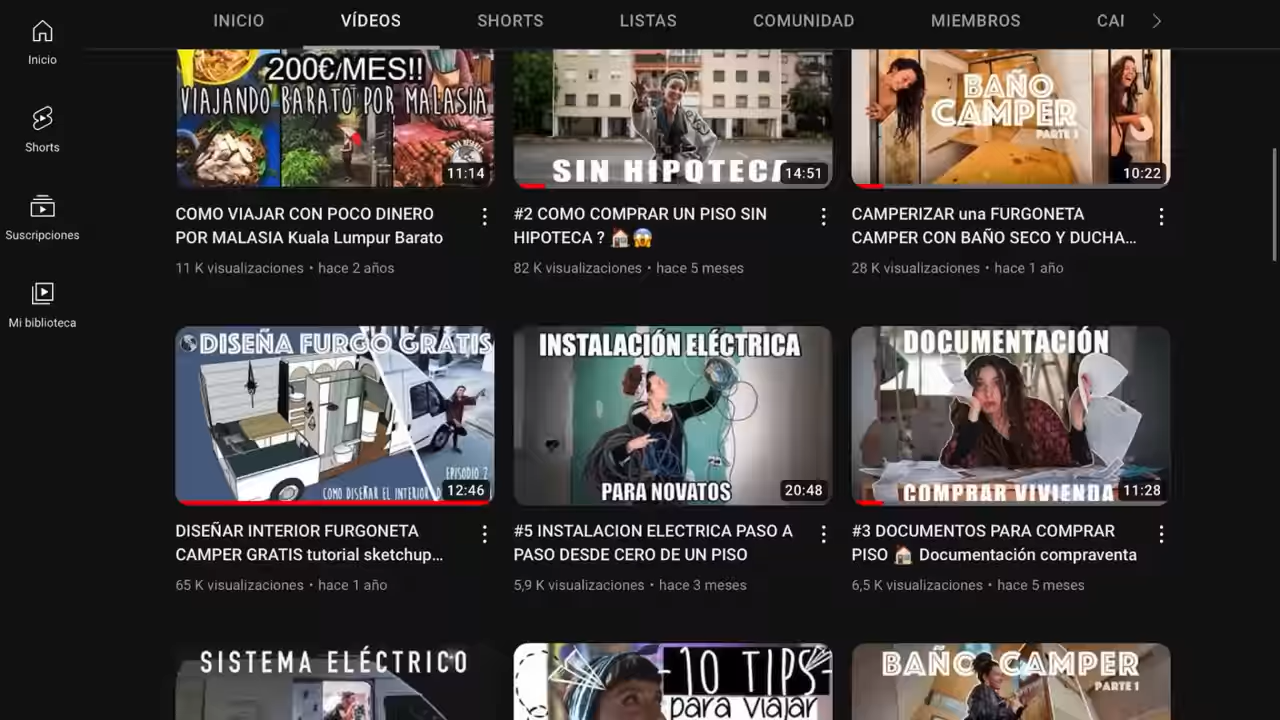 INICIO
VÍDEOS
SHORTS
LISTAS
COMUNIDAD
MIEMBROS
Inicio
Shorts
Suscripciones
Mi biblioteca
200€/MES!!
VIAJANDO BARATO POR MALASIA
11:14
SIN HIPOTECA
14:51
BAÑO
CAMPER
PARTE 1
10:22
COMO VIAJAR CON POCO DINERO
POR MALASIA Kuala Lumpur Barato
11 K visualizaciones • hace 2 años
#2 COMO COMPRAR UN PISO SIN
HIPOTECA ? 🏠😱
82 K visualizaciones • hace 5 meses
CAMPERIZAR una FURGONETA
CAMPER CON BAÑO SECO Y DUCHA…
28 K visualizaciones • hace 1 año
DISEÑA FURGO GRATIS
EPISODIO 2
COMO DISEÑAR EL INTERIOR D
12:46
INSTALACIÓN ELÉCTRICA
PARA NOVATOS
20:48
DOCUMENTACIÓN
COMPRAR VIVIENDA
11:28
DISEÑAR INTERIOR FURGONETA
CAMPER GRATIS tutorial sketchup…
65 K visualizaciones • hace 1 año
#5 INSTALACION ELECTRICA PASO A
PASO DESDE CERO DE UN PISO
5,9 K visualizaciones • hace 3 meses
#3 DOCUMENTOS PARA COMPRAR
PISO 🏠 Documentación compraventa
6,5 K visualizaciones • hace 5 meses
SISTEMA ELÉCTRICO
10 TIPS
para viajar
BAÑO CAMPER
PARTE 1